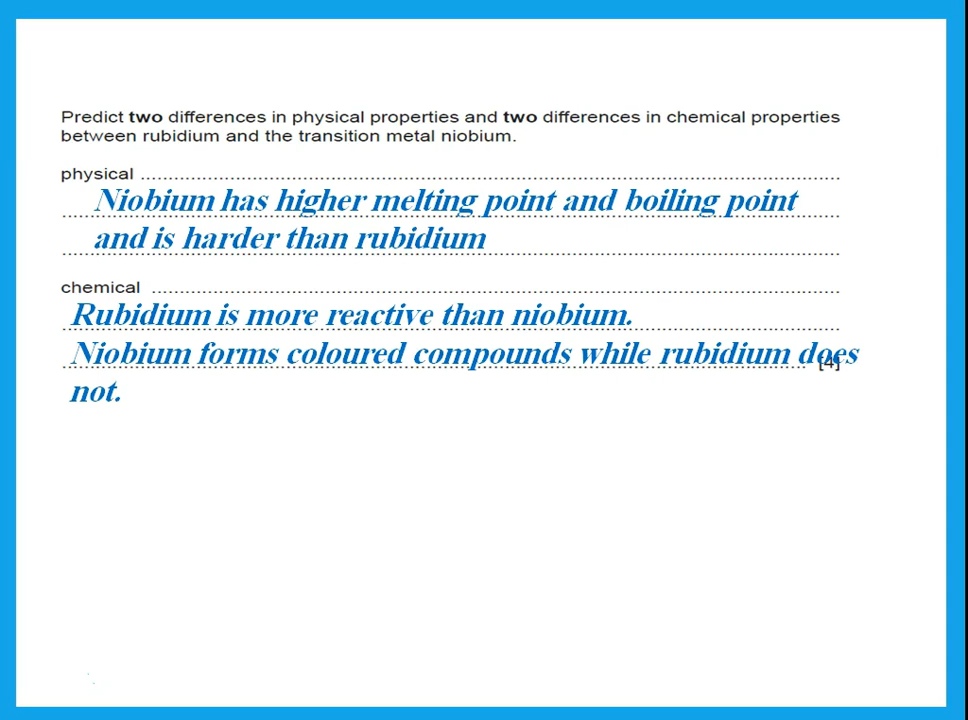 Predict two differences in physical properties and two differences in chemical properties
between rubidium and the transition metal niobium.
physical ........................................................................................................................
Niobium has higher melting point and boiling point
and is harder than rubidium
chemical ......................................................................................................................
Rubidium is more reactive than niobium.
Niobium forms coloured compounds while rubidium does
[4]
not.